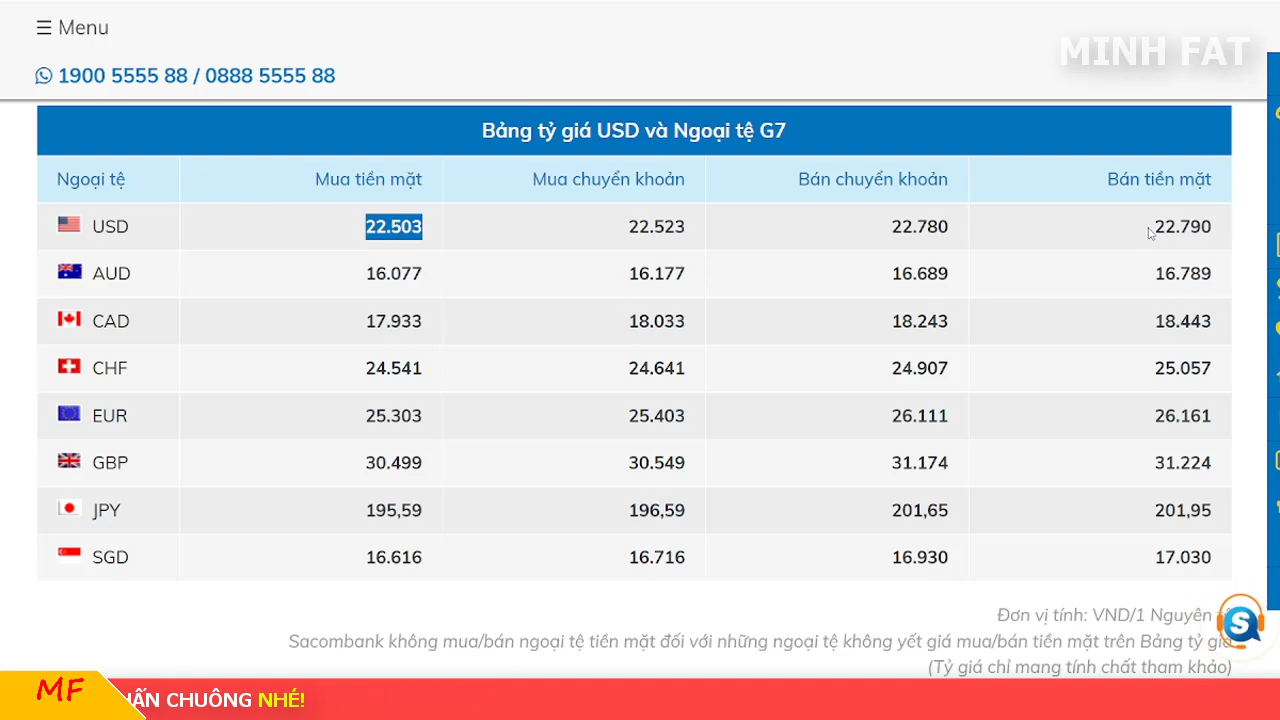 ☰ Menu
MINH FAT
1900 5555 88 / 0888 5555 88
Bảng tỷ giá USD và Ngoại tệ G7
Ngoại tệ Mua tiền mặt Mua chuyển khoản Bán chuyển khoản Bán tiền mặt
USD 22.503 22.523 22.780 22.790
AUD 16.077 16.177 16.689 16.789
CAD 17.933 18.033 18.243 18.443
CHF 24.541 24.641 24.907 25.057
EUR 25.303 25.403 26.111 26.161
GBP 30.499 30.549 31.174 31.224
JPY 195,59 196,59 201,65 201,95
SGD 16.616 16.716 16.930 17.030
Đơn vị tính: VND/1 Nguyên
S
Sacombank không mua/bán ngoại tệ tiền mặt đối với những ngoại tệ không yết giá mua/bán tiền mặt trên Bảng tỷ giá
(Tỷ giá chỉ mang tính chất tham khảo)
MF
HẤN CHUÔNG NHÉ!